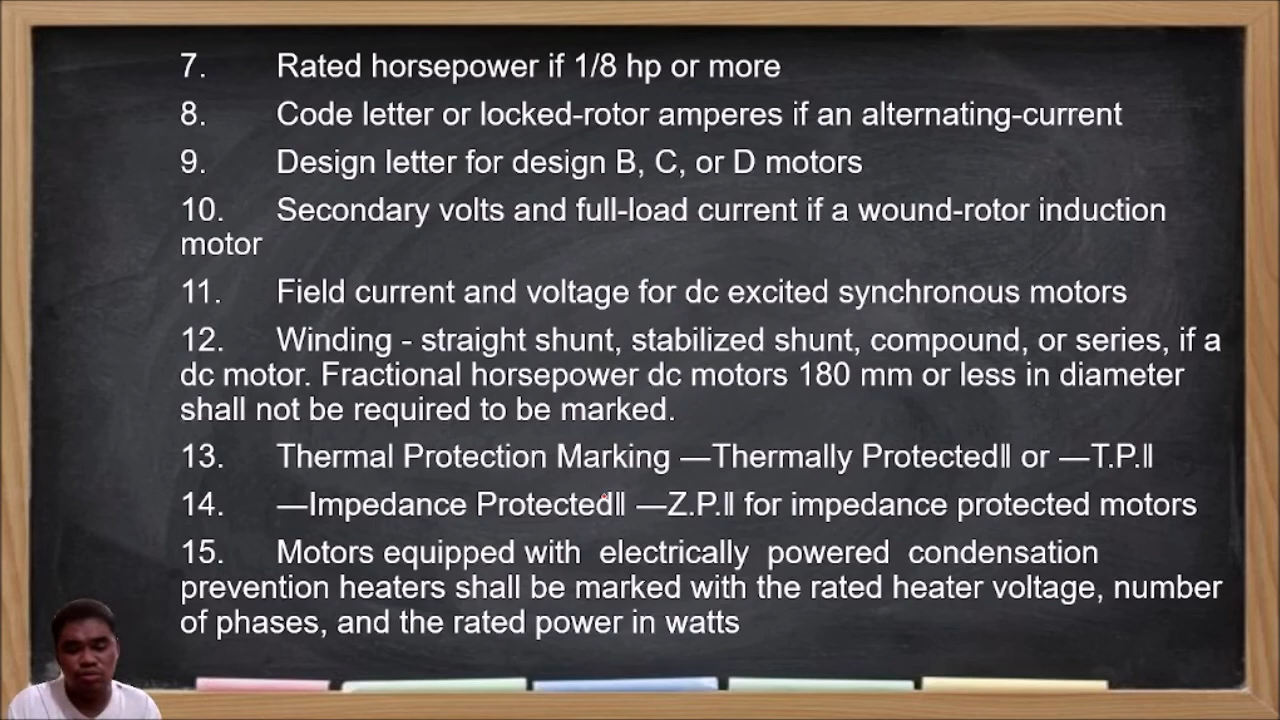 7. Rated horsepower if 1/8 hp or more
8. Code letter or locked-rotor amperes if an alternating-current
9. Design letter for design B, C, or D motors
10. Secondary volts and full-load current if a wound-rotor induction
motor
11. Field current and voltage for dc excited synchronous motors
12. Winding - straight shunt, stabilized shunt, compound, or series, if a
dc motor. Fractional horsepower dc motors 180 mm or less in diameter
shall not be required to be marked.
13. Thermal Protection Marking ―Thermally Protected‖ or ―T.P.‖
14. ―Impedance Protected‖ ―Z.P.‖ for impedance protected motors
15. Motors equipped with electrically powered condensation
prevention heaters shall be marked with the rated heater voltage, number
of phases, and the rated power in watts